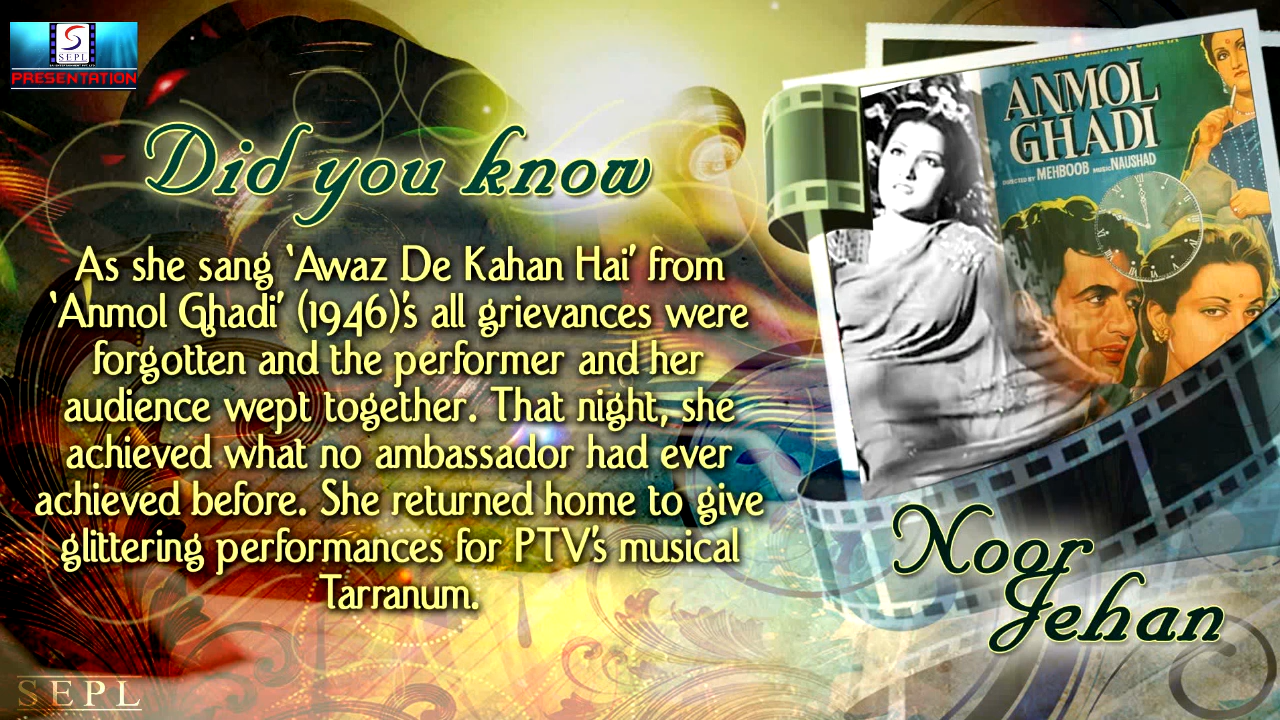 SEPL
PRESENTATION
Did you know
As she sang ‘Awaz De Kahan Hai’ from
‘Anmol Ghadi’ (1946)’s all grievances were
forgotten and the performer and her
audience wept together. That night, she
achieved what no ambassador had ever
achieved before. She returned home to give
glittering performances for PTV’s musical
Tarranum.
ANMOL
GHADI
DIRECTED BY MEHBOOB MUSIC NAUSHAD
Noor
Jehan
SEPL